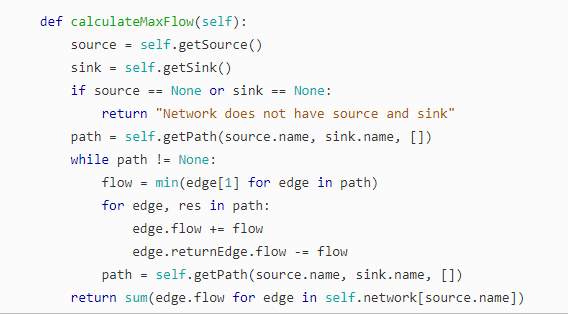 def calculateMaxFlow(self):
    source = self.getSource()
    sink = self.getSink()
    if source == None or sink == None:
        return "Network does not have source and sink"
    path = self.getPath(source.name, sink.name, [])
    while path != None:
        flow = min(edge[1] for edge in path)
        for edge, res in path:
            edge.flow += flow
            edge.returnEdge.flow -= flow
        path = self.getPath(source.name, sink.name, [])
    return sum(edge.flow for edge in self.network[source.name])